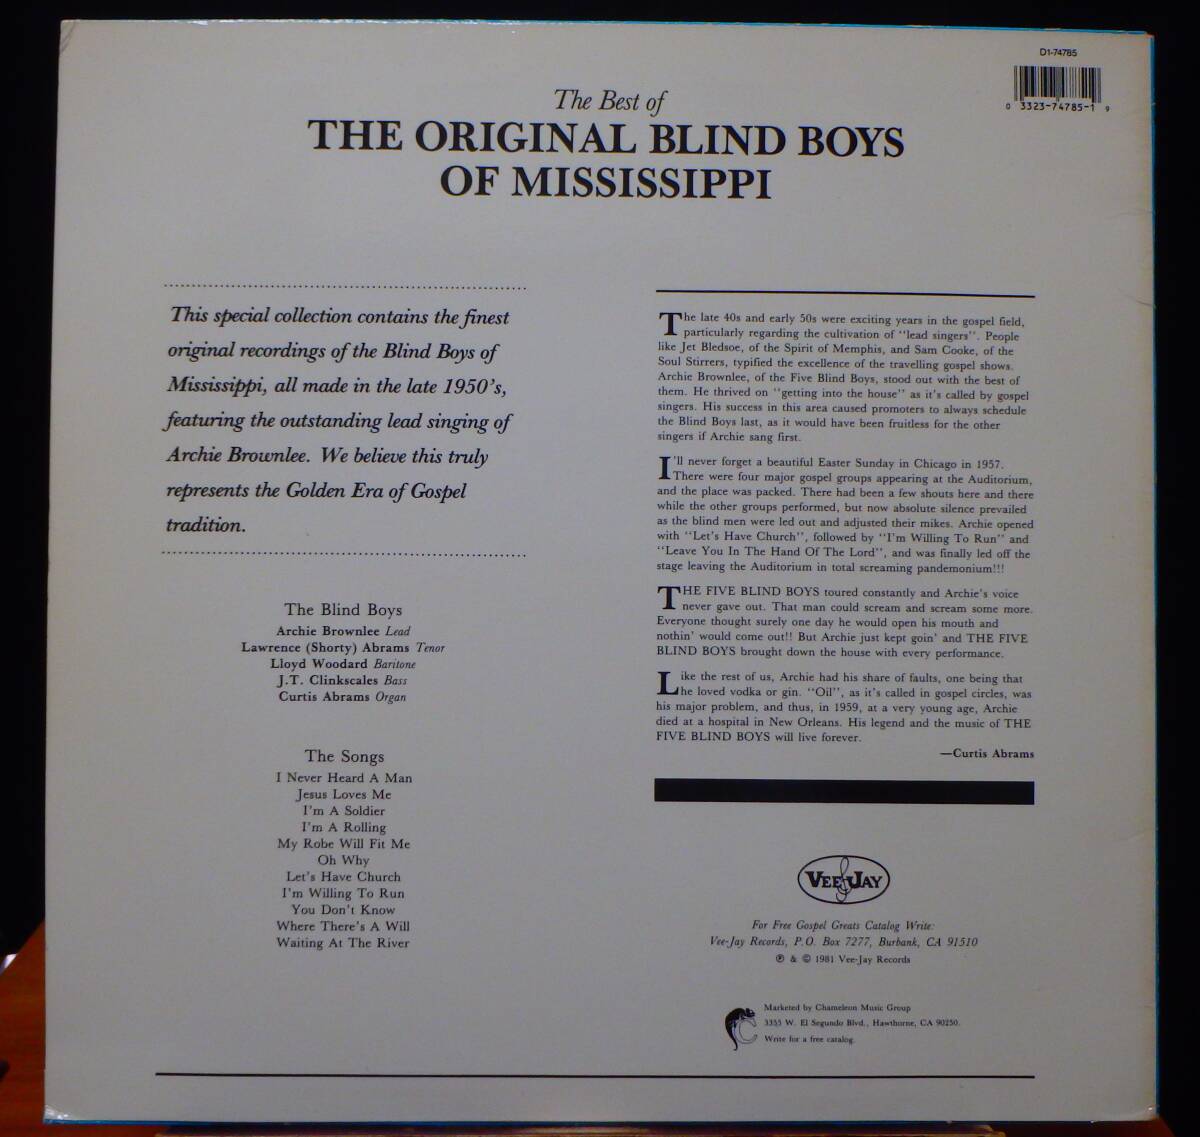 D1-74785
0 3323-74785-1 9
The Best of
THE ORIGINAL BLIND BOYS
OF MISSISSIPPI
This special collection contains the finest
original recordings of the Blind Boys of
Mississippi, all made in the late 1950's,
featuring the outstanding lead singing of
Archie Brownlee. We believe this truly
represents the Golden Era of Gospel
tradition.
The Blind Boys
Archie Brownlee Lead
Lawrence (Shorty) Abrams Tenor
Lloyd Woodard Baritone
J.T. Clinkscales Bass
Curtis Abrams Organ
The Songs
I Never Heard A Man
Jesus Loves Me
I'm A Soldier
I'm A Rolling
My Robe Will Fit Me
Oh Why
Let's Have Church
I'm Willing To Run
You Don't Know
Where There's A Will
Waiting At The River
The late 40s and early 50s were exciting years in the gospel field,
particularly regarding the cultivation of "lead singers". People
like Jet Bledsoe, of the Spirit of Memphis, and Sam Cooke, of the
Soul Stirrers, typified the excellence of the travelling gospel shows.
Archie Brownlee, of the Five Blind Boys, stood out with the best of
them. He thrived on "getting into the house" as it's called by gospel
singers. His success in this area caused promoters to always schedule
the Blind Boys last, as it would have been fruitless for the other
singers if Archie sang first.
I'll never forget a beautiful Easter Sunday in Chicago in 1957.
There were four major gospel groups appearing at the Auditorium,
and the place was packed. There had been a few shouts here and there
while the other groups performed, but now absolute silence prevailed
as the blind men were led out and adjusted their mikes. Archie opened
with "Let's Have Church", followed by "I'm Willing To Run" and
"Leave You In The Hand Of The Lord", and was finally led off the
stage leaving the Auditorium in total screaming pandemonium!!!
THE FIVE BLIND BOYS toured constantly and Archie's voice
never gave out. That man could scream and scream some more.
Everyone thought surely one day he would open his mouth and
nothin' would come out!! But Archie just kept goin' and THE FIVE
BLIND BOYS brought down the house with every performance.
Like the rest of us, Archie had his share of faults, one being that
he loved vodka or gin. "Oil", as it's called in gospel circles, was
his major problem, and thus, in 1959, at a very young age, Archie
died at a hospital in New Orleans. His legend and the music of THE
FIVE BLIND BOYS will live forever.
—Curtis Abrams
VEE JAY
For Free Gospel Greats Catalog Write:
Vee-Jay Records, P.O. Box 7277, Burbank, CA 91510
℗ & © 1981 Vee-Jay Records
Marketed by Chameleon Music Group
3355 W. El Segundo Blvd., Hawthorne, CA 90250.
Write for a free catalog.